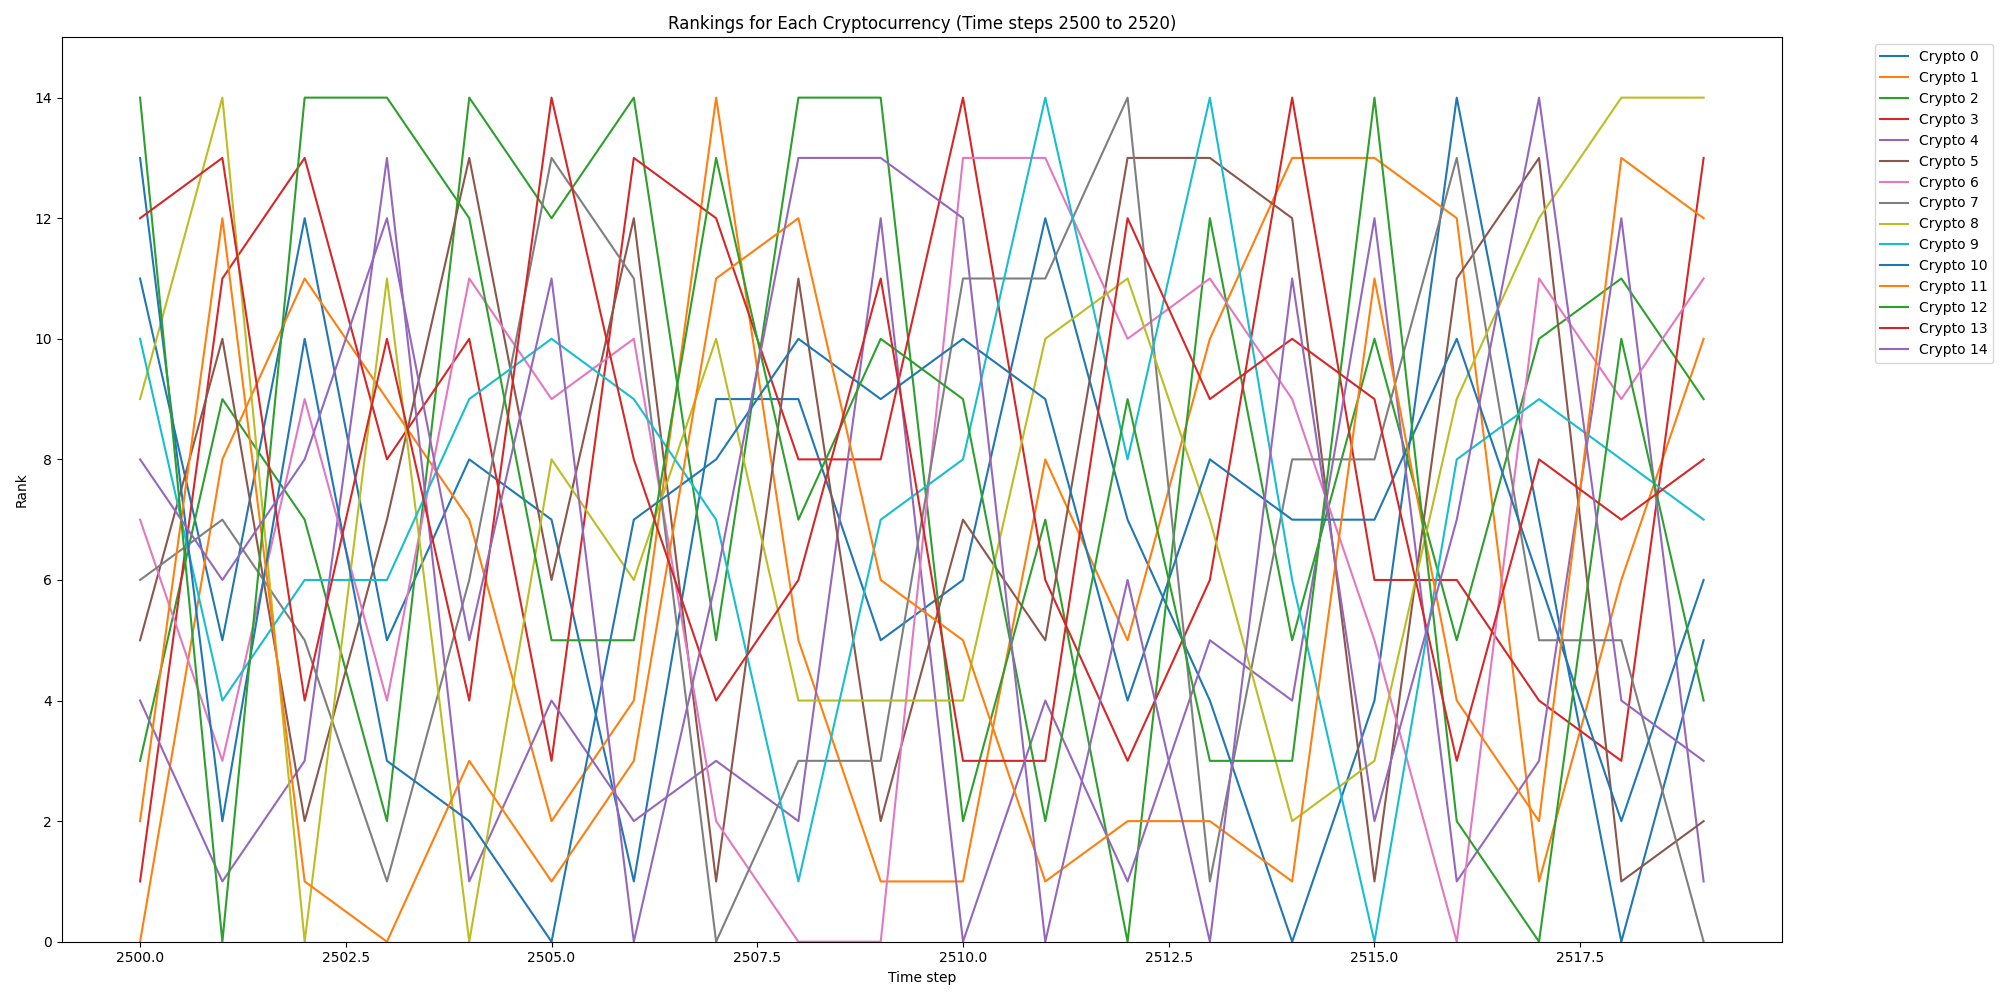 Rankings for Each Cryptocurrency (Time steps 2500 to 2520)
Rank
14
12
10
8
6
4
2
0
2500.0 2502.5 2505.0 2507.5 2510.0 2512.5 2515.0 2517.5
Time step
Crypto 0
Crypto 1
Crypto 2
Crypto 3
Crypto 4
Crypto 5
Crypto 6
Crypto 7
Crypto 8
Crypto 9
Crypto 10
Crypto 11
Crypto 12
Crypto 13
Crypto 14